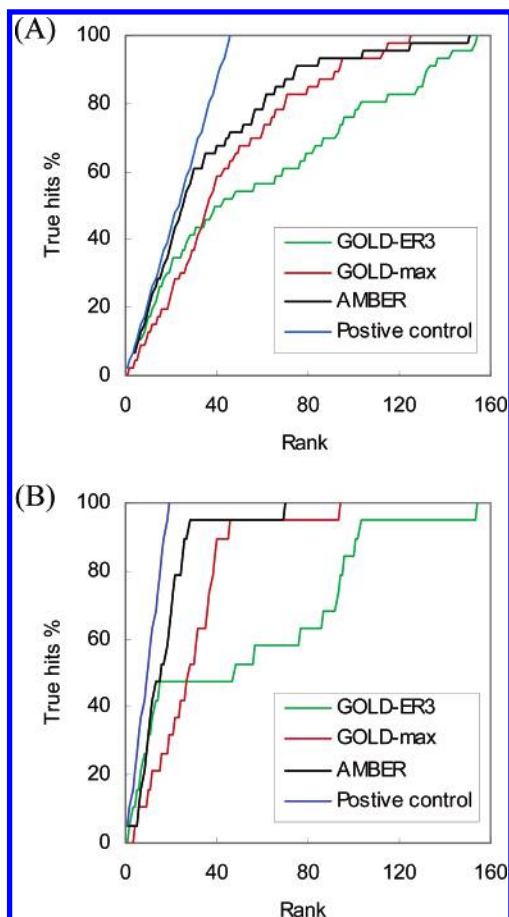 (A)
100
80
60
40
20
0
True hits %
GOLD-ER3
GOLD-max
AMBER
Postive control
0 40 80 120 160
Rank
(B)
100
80
60
40
20
0
True hits %
GOLD-ER3
GOLD-max
AMBER
Postive control
0 40 80 120 160
Rank